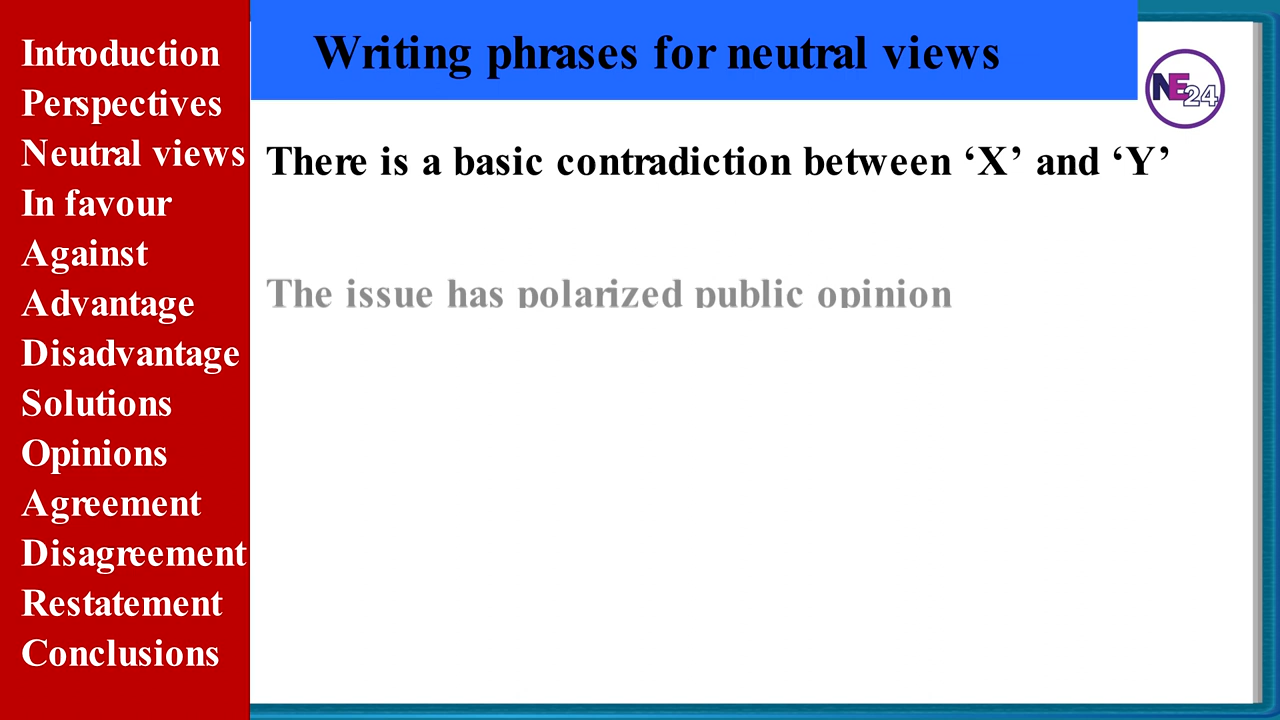 Introduction
Perspectives
Neutral views
In favour
Against
Advantage
Disadvantage
Solutions
Opinions
Agreement
Disagreement
Restatement
Conclusions
Writing phrases for neutral views
NE24
There is a basic contradiction between ‘X’ and ‘Y’
The issue has polarized public opinion